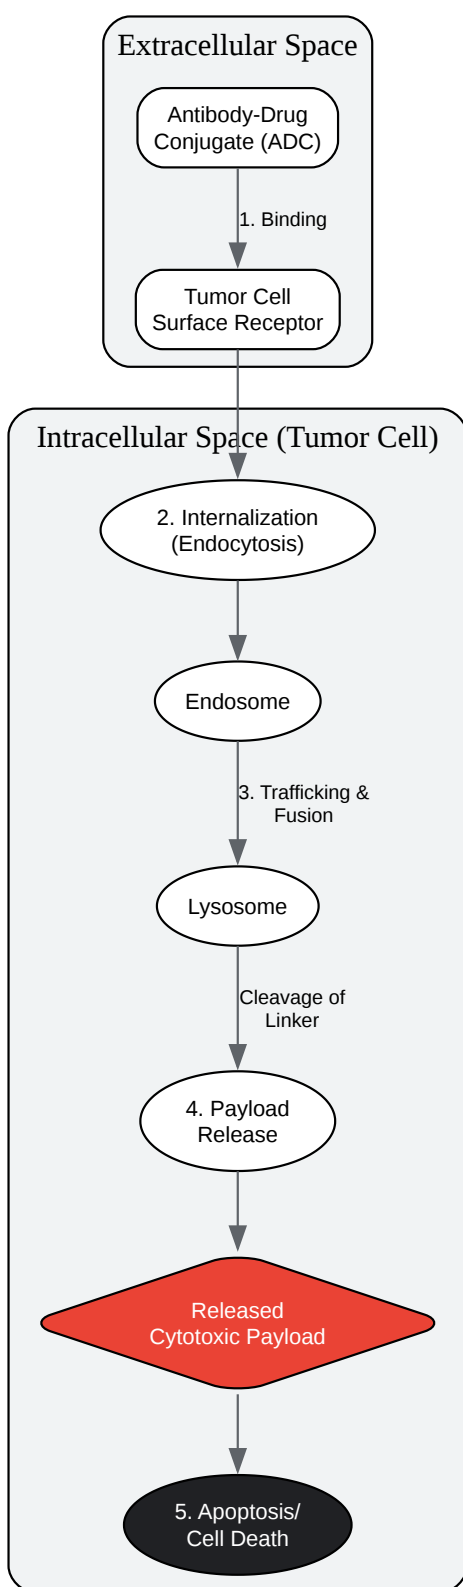 Extracellular Space
Antibody-Drug
Conjugate (ADC)
1. Binding
Tumor Cell
Surface Receptor
Intracellular Space (Tumor Cell)
2. Internalization
(Endocytosis)
Endosome
3. Trafficking &
Fusion
Lysosome
Cleavage of
Linker
4. Payload
Release
Released
Cytotoxic Payload
5. Apoptosis/
Cell Death